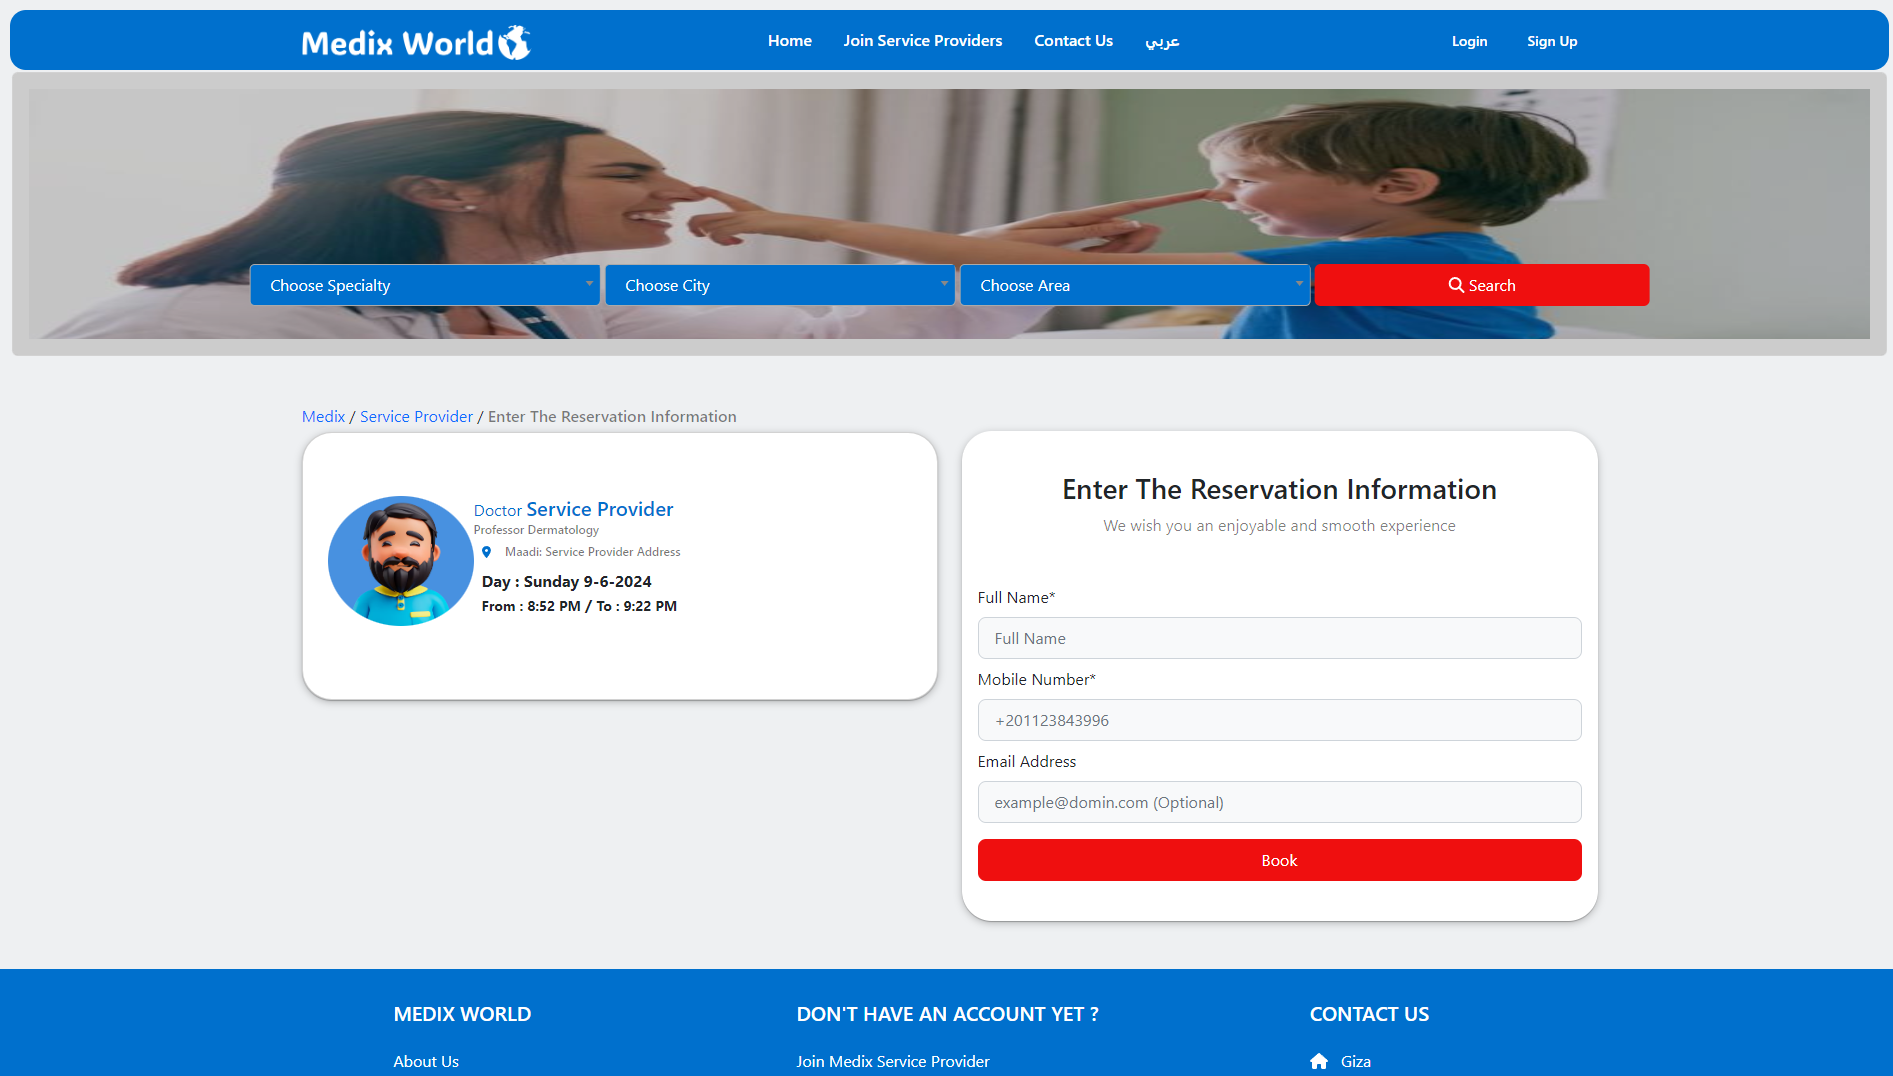 Medix World
Home
Join Service Providers
Contact Us
عربي
Login
Sign Up
Choose Specialty
Choose City
Choose Area
Search
Medix / Service Provider / Enter The Reservation Information
Doctor Service Provider
Professor Dermatology
Maadi: Service Provider Address
Day : Sunday 9-6-2024
From : 8:52 PM / To : 9:22 PM
Enter The Reservation Information
We wish you an enjoyable and smooth experience
Full Name*
Full Name
Mobile Number*
+201123843996
Email Address
example@domin.com (Optional)
Book
MEDIX WORLD
About Us
DON'T HAVE AN ACCOUNT YET ?
Join Medix Service Provider
CONTACT US
Giza